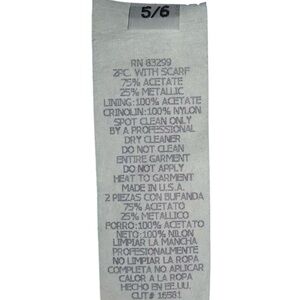 5/6
RN 83299
2PC. WITH SCARF
75% ACETATE
25% METALLIC
LINING: 100% ACETATE
CRINOLIN: 100% NYLON
SPOT CLEAN ONLY
BY A PROFESSIONAL
DRY CLEANER
DO NOT CLEAN
ENTIRE GARMENT
DO NOT APPLY
HEAT TO GARMENT
MADE IN U.S.A.
2 PIEZAS CON BUFANDA
75% ACETATO
25% METALLICO
FORRO: 100% ACETATO
NETO: 100% NILON
LIMPIAR LA MANCHA
PROFESIONALMENTE
NO LIMPIAR LA ROPA
COMPLETA NO APLICAR
CALOR A LA ROPA
HECHO EN EE.UU.
CUT# 16581